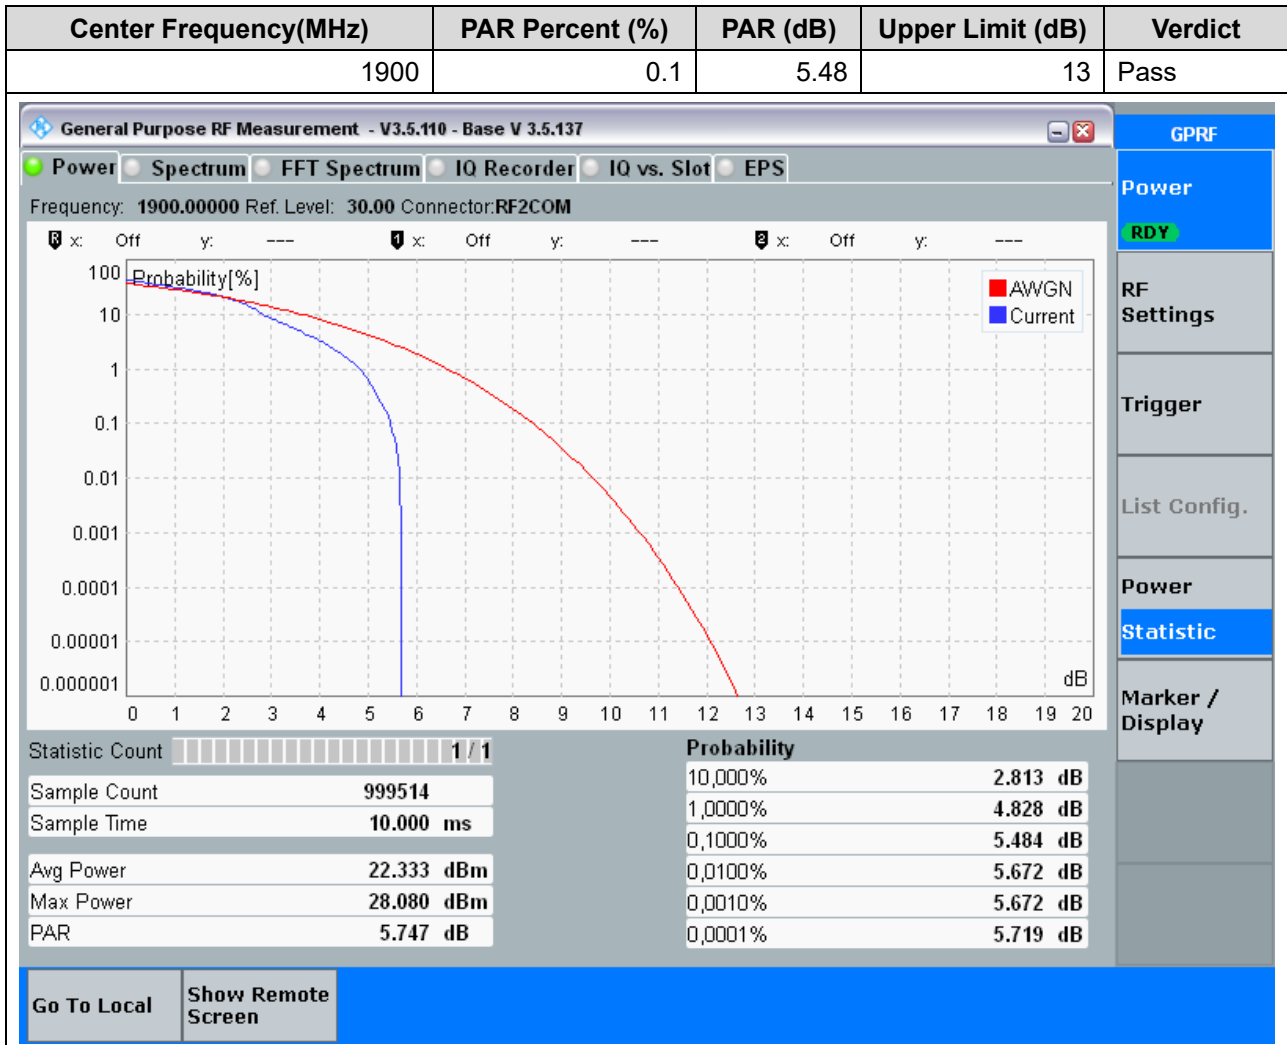 Center Frequency(MHz) PAR Percent (%) PAR (dB) Upper Limit (dB) Verdict
1900 0.1 5.48 13 Pass
General Purpose RF Measurement - V3.5.110 - Base V 3.5.137
GPRF
Power Spectrum FFT Spectrum IQ Recorder IQ vs. Slot EPS
Frequency: 1900.00000 Ref. Level: 30.00 Connector:RF2COM
R x: Off y: --- 1 x: Off y: --- 2 x: Off y: ---
Probability[%]
AWGN
Current
100
10
1
0.1
0.01
0.001
0.0001
0.00001
0.000001
dB
0 1 2 3 4 5 6 7 8 9 10 11 12 13 14 15 16 17 18 19 20
Statistic Count 1 / 1
Sample Count 999514
Sample Time 10.000 ms
Avg Power 22.333 dBm
Max Power 28.080 dBm
PAR 5.747 dB
Probability
10,000% 2.813 dB
1,0000% 4.828 dB
0,1000% 5.484 dB
0,0100% 5.672 dB
0,0010% 5.672 dB
0,0001% 5.719 dB
Power
RDY
RF
Settings
Trigger
List Config.
Power
Statistic
Marker /
Display
Go To Local
Show Remote
Screen